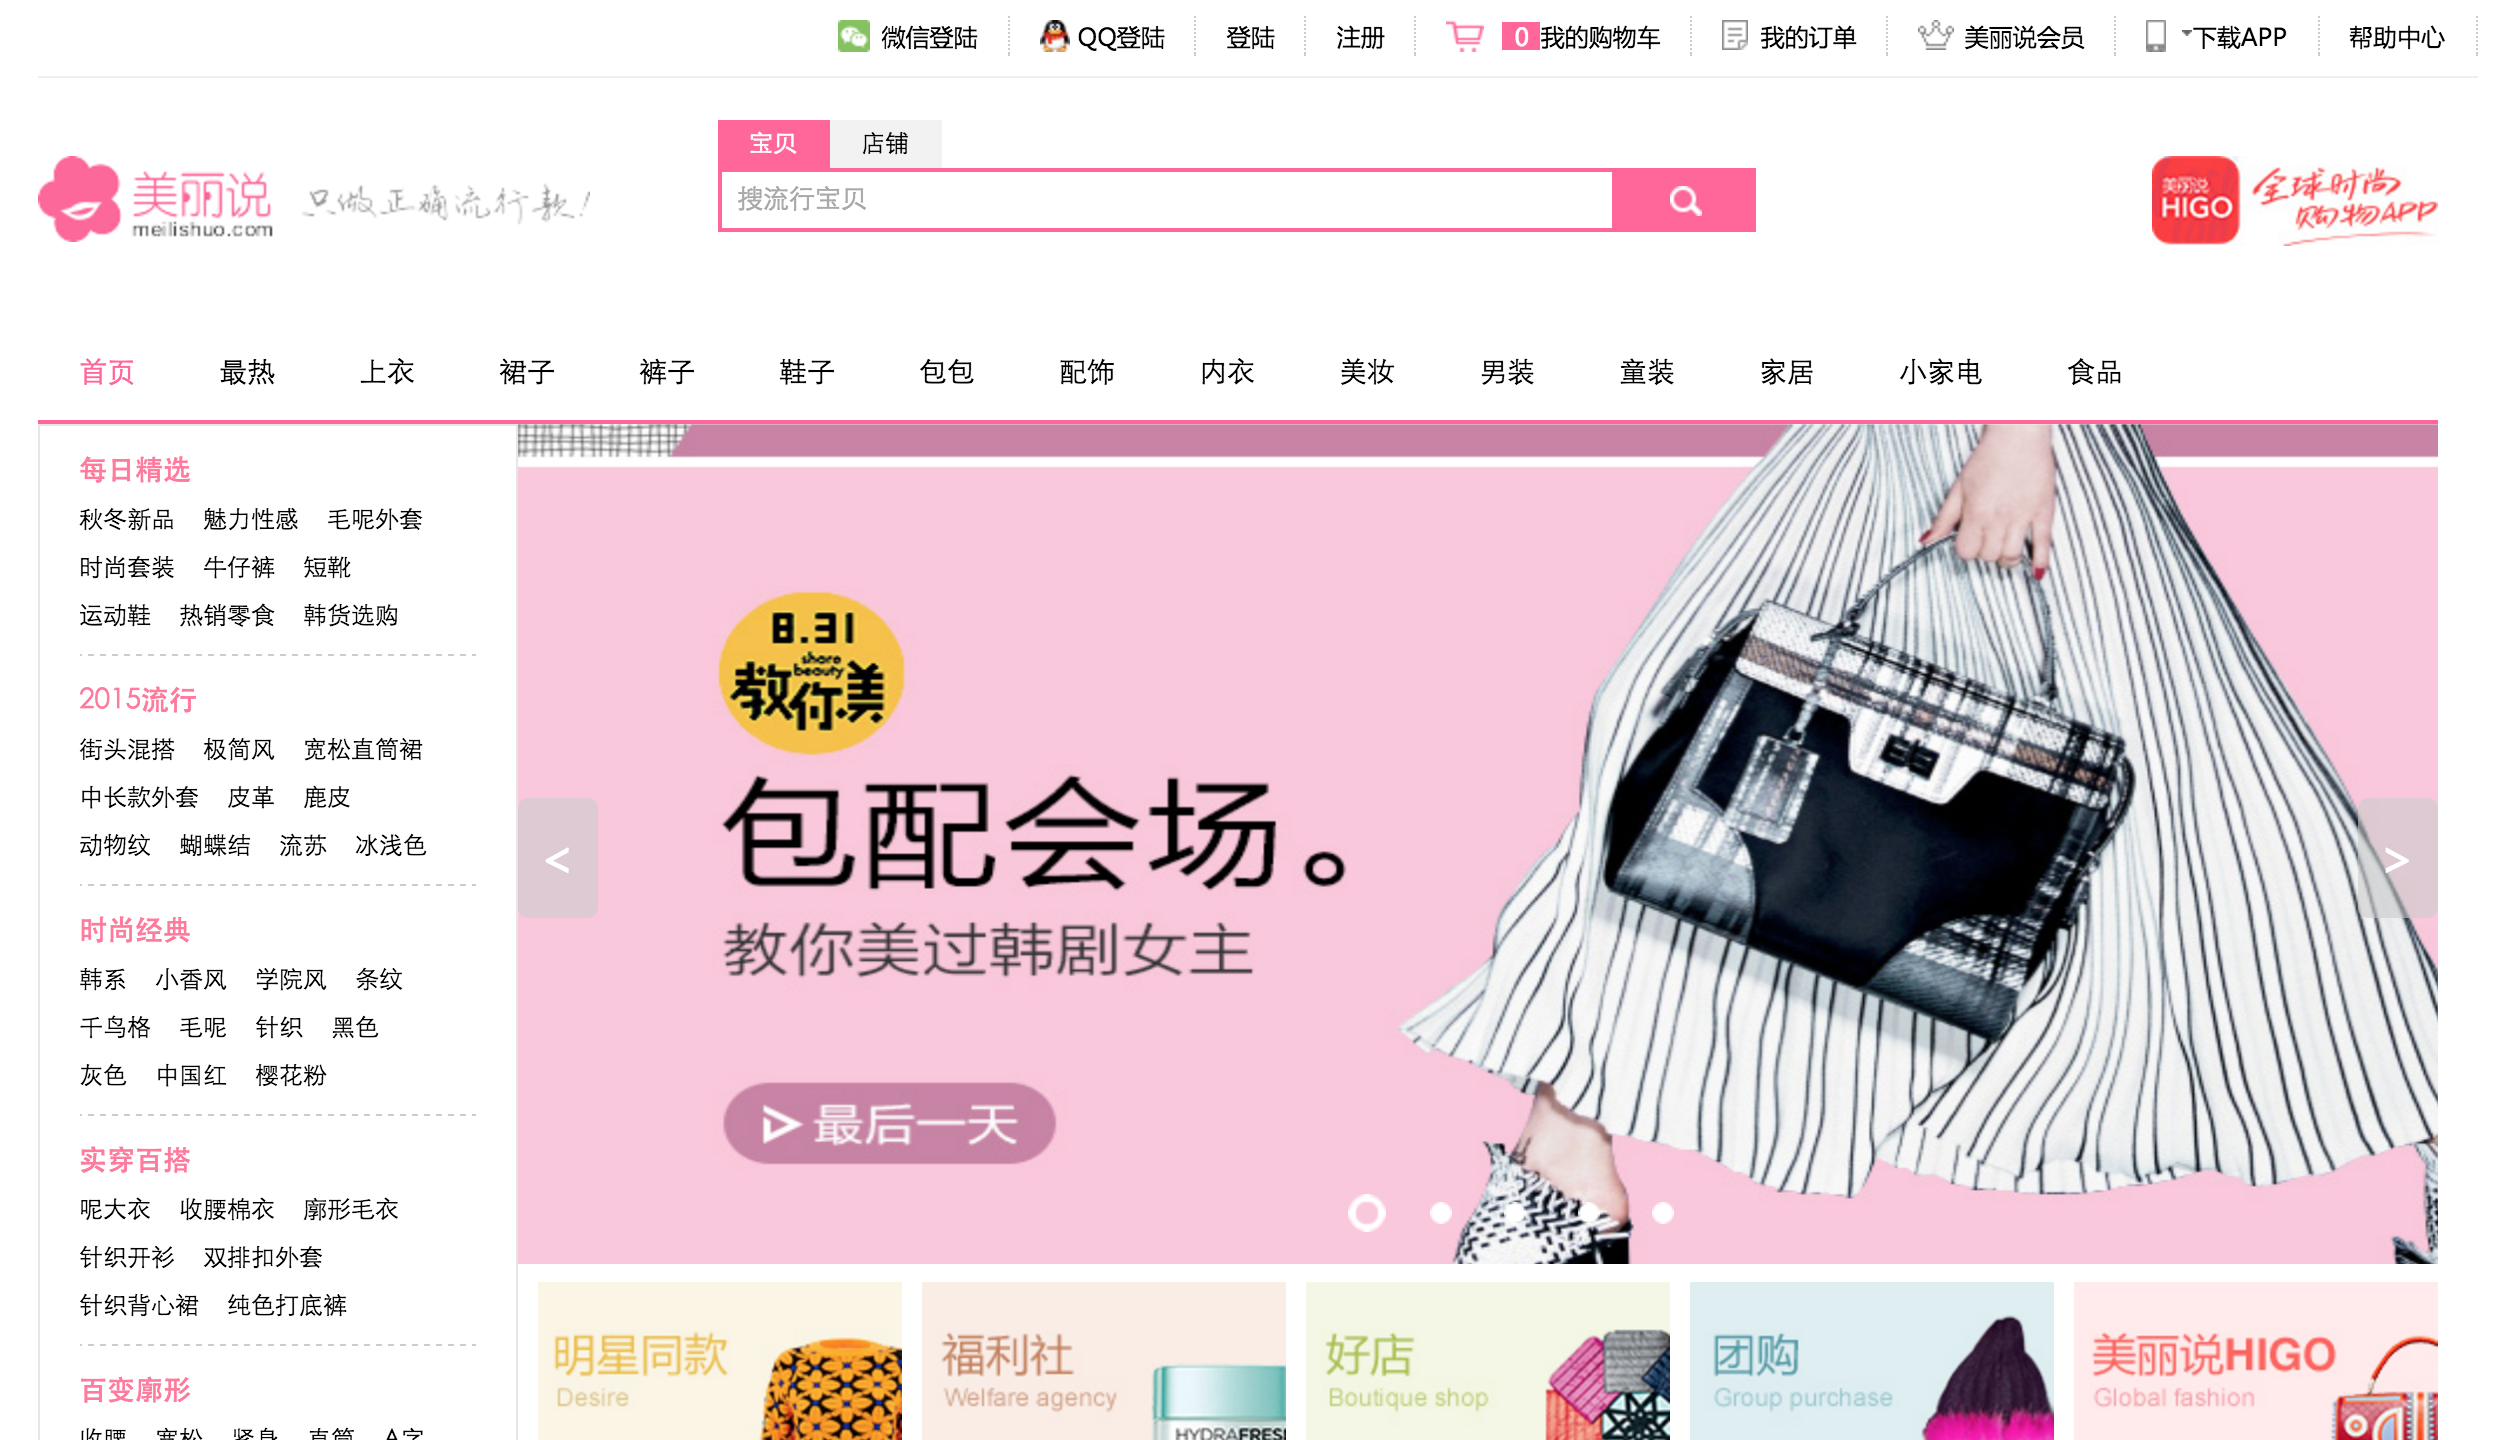 微信登陆 QQ登陆 登陆 注册 0 我的购物车 我的订单 美丽说会员 下载APP 帮助中心
宝贝 店铺
美丽说
meilishuo.com
只做正确流行款!
搜流行宝贝
美丽说
HIGO
全球时尚
购物APP
首页 最热 上衣 裙子 裤子 鞋子 包包 配饰 内衣 美妆 男装 童装 家居 小家电 食品
每日精选
秋冬新品 魅力性感 毛呢外套
时尚套装 牛仔裤 短靴
运动鞋 热销零食 韩货选购
2015流行
街头混搭 极简风 宽松直筒裙
中长款外套 皮革 鹿皮
动物纹 蝴蝶结 流苏 冰浅色
时尚经典
韩系 小香风 学院风 条纹
千鸟格 毛呢 针织 黑色
灰色 中国红 樱花粉
实穿百搭
呢大衣 收腰棉衣 廓形毛衣
针织开衫 双排扣外套
针织背心裙 纯色打底裤
百变廓形
收腰 宽松 紧身 直筒 A字
8.31
share
beauty
教你美
包配会场。
教你美过韩剧女主
最后一天
< >
明星同款
Desire
福利社
Welfare agency
HYDRAFRESH
好店
Boutique shop
团购
Group purchase
美丽说HIGO
Global fashion